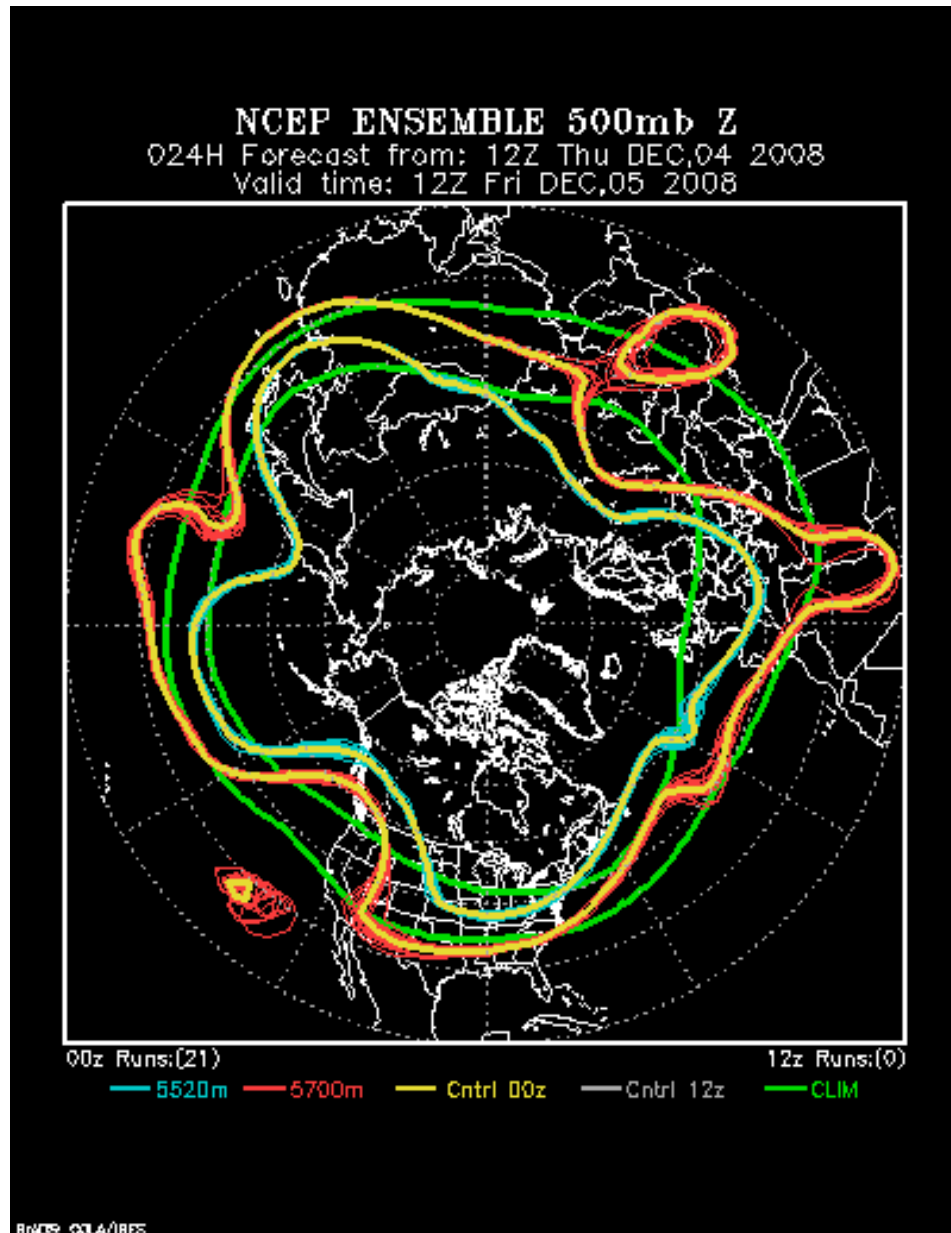 NCEP ENSEMBLE 500mb Z
024H Forecast from: 12Z Thu DEC,04 2008
Valid time: 12Z Fri DEC,05 2008
00z Runs:(21) 12z Runs:(0)
5520m 5700m Cntrl 00z Cntrl 12z CLIM